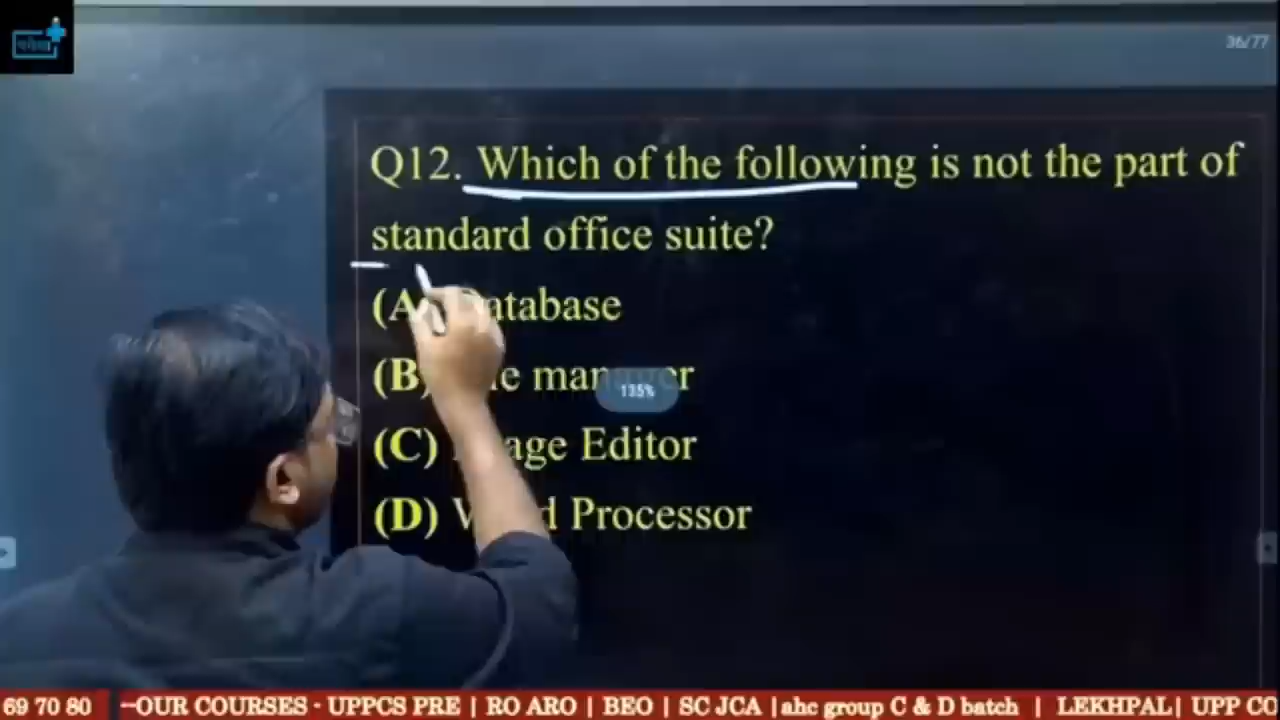 36/77
Q12. Which of the following is not the part of
standard office suite?
(A) Database
(B) manager
135%
(C) Image Editor
(D) Word Processor
69 70 80 --OUR COURSES - UPPCS PRE | RO ARO | BEO | SC JCA |ahc group C & D batch | LEKHPAL| UPP CO